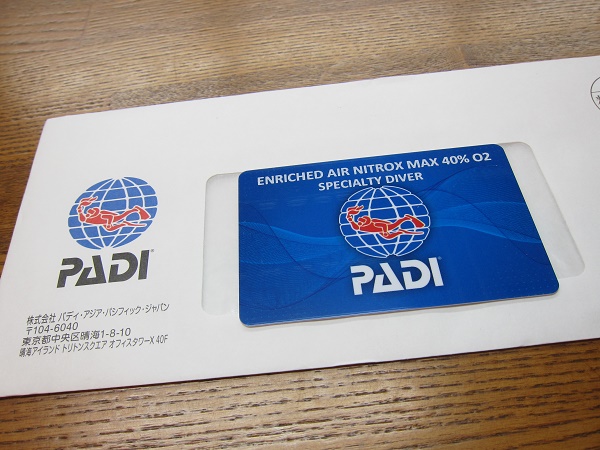 PADI
株式会社 パディ・アジア・パシフィック・ジャパン
〒104-6040
東京都中央区晴海1-8-10
晴海アイランド トリトンスクエア オフィスタワーX 40F
ENRICHED AIR NITROX MAX 40% O2
SPECIALTY DIVER
PADI